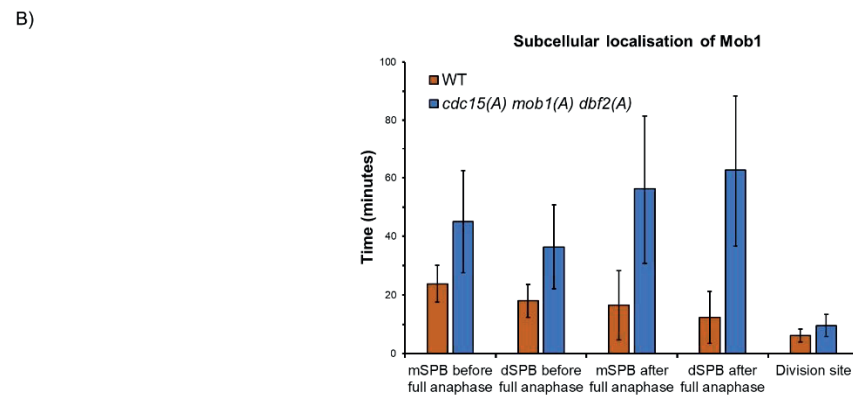 B)
Subcellular localisation of Mob1
WT
cdc15(A) mob1(A) dbf2(A)
Time (minutes)
100
80
60
40
20
0
mSPB before full anaphase
dSPB before full anaphase
mSPB after full anaphase
dSPB after full anaphase
Division site